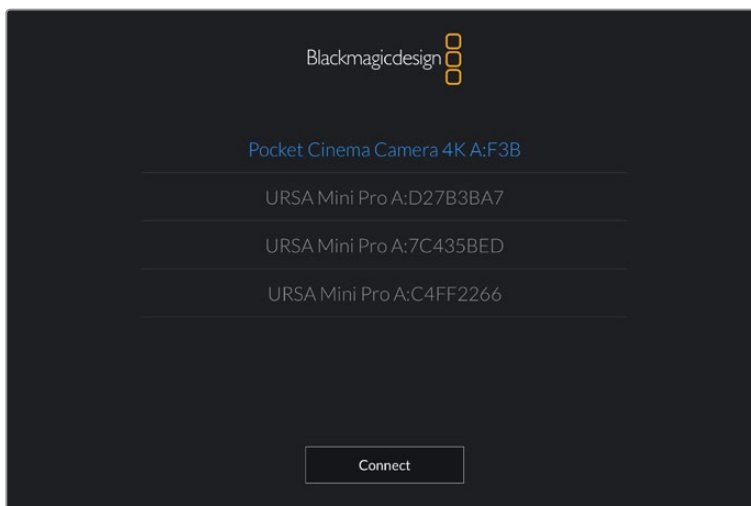 Blackmagicdesign
Pocket Cinema Camera 4K A:F3B
URSA Mini Pro A:D27B3BA7
URSA Mini Pro A:7C435BED
URSA Mini Pro A:C4FF2266
Connect